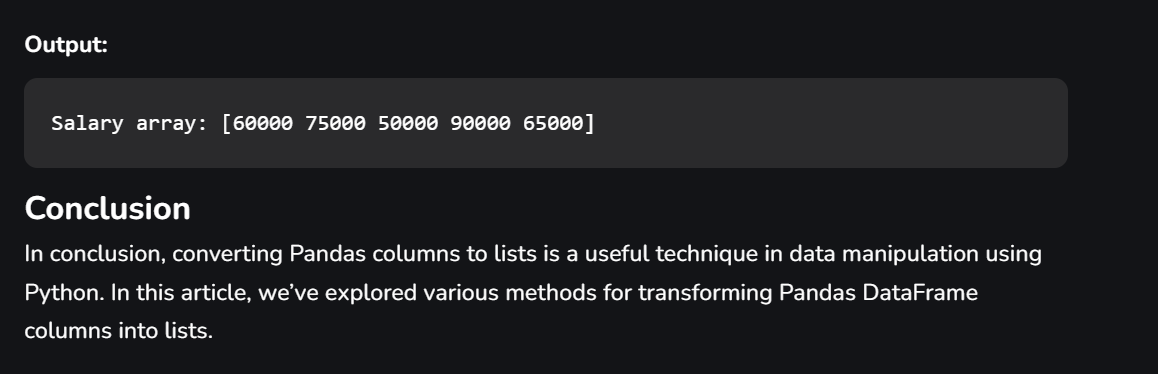 Output:
Salary array: [60000 75000 50000 90000 65000]
Conclusion
In conclusion, converting Pandas columns to lists is a useful technique in data manipulation using
Python. In this article, we’ve explored various methods for transforming Pandas DataFrame
columns into lists.